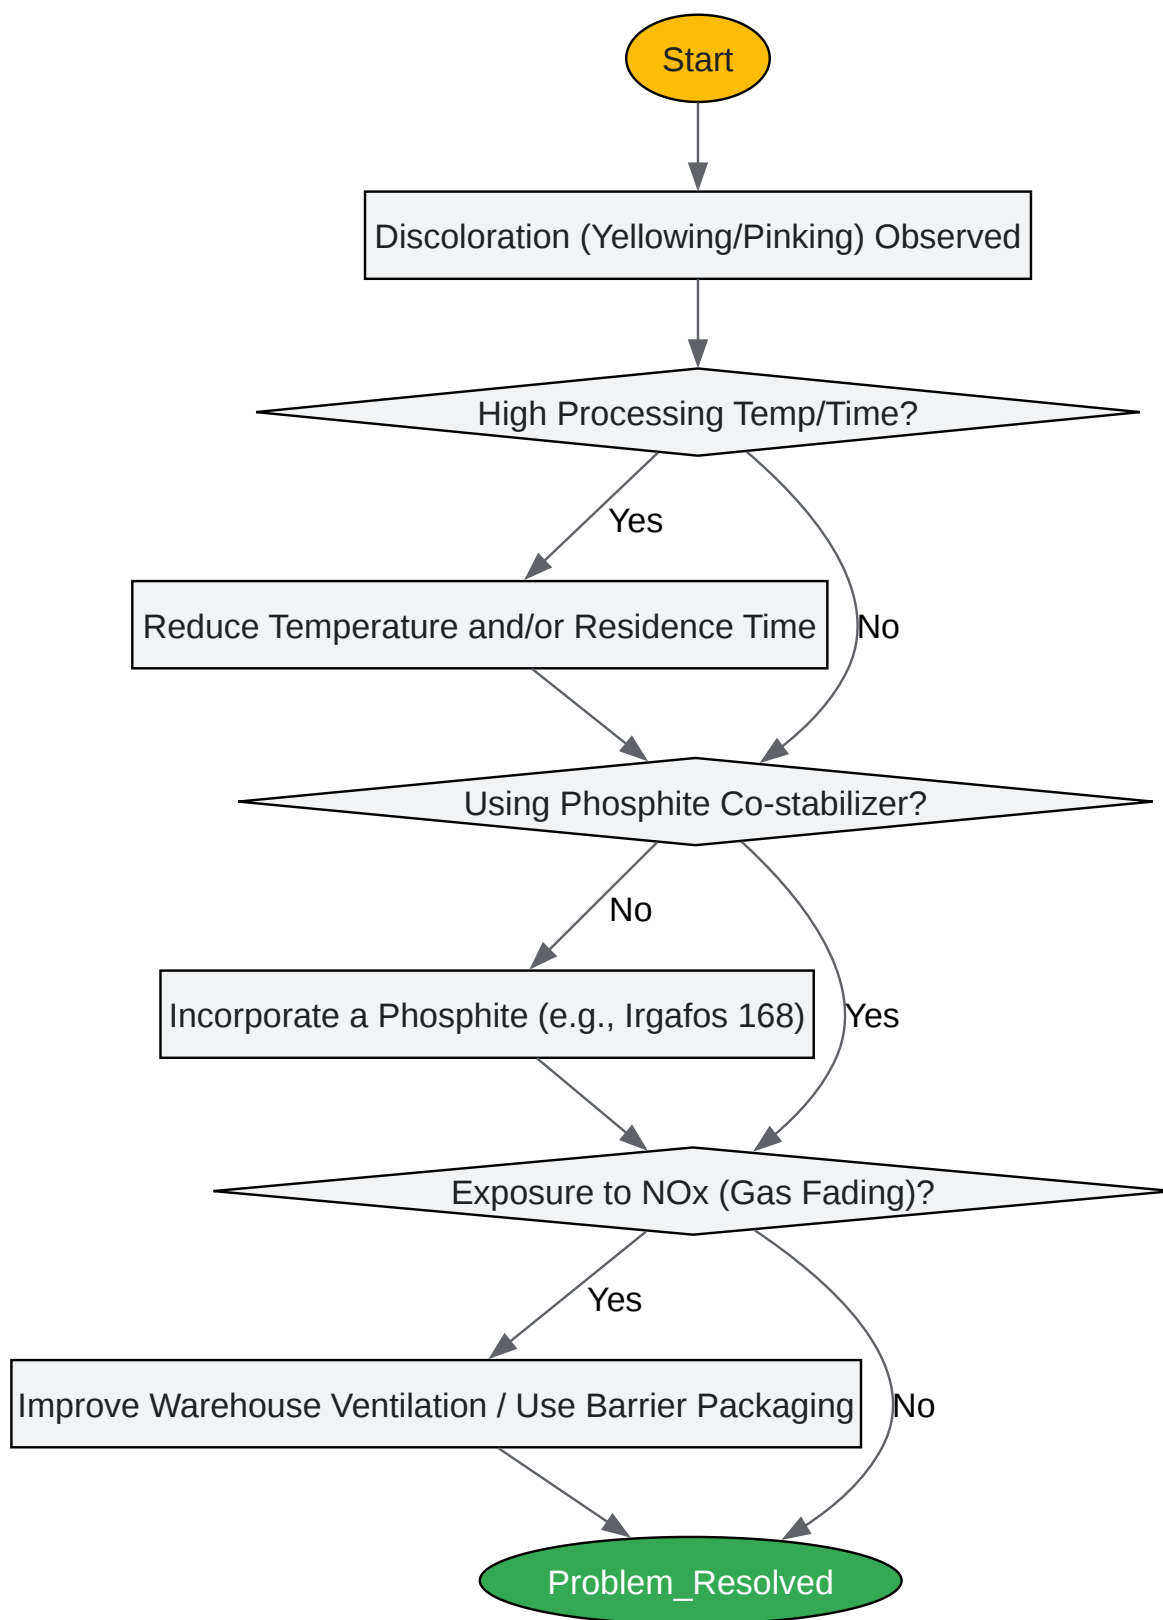 Start
Discoloration (Yellowing/Pinking) Observed
High Processing Temp/Time?
Yes
Reduce Temperature and/or Residence Time
No
Using Phosphite Co-stabilizer?
No
Incorporate a Phosphite (e.g., Irgafos 168)
Yes
Exposure to NOx (Gas Fading)?
Yes
Improve Warehouse Ventilation / Use Barrier Packaging
No
Problem_Resolved